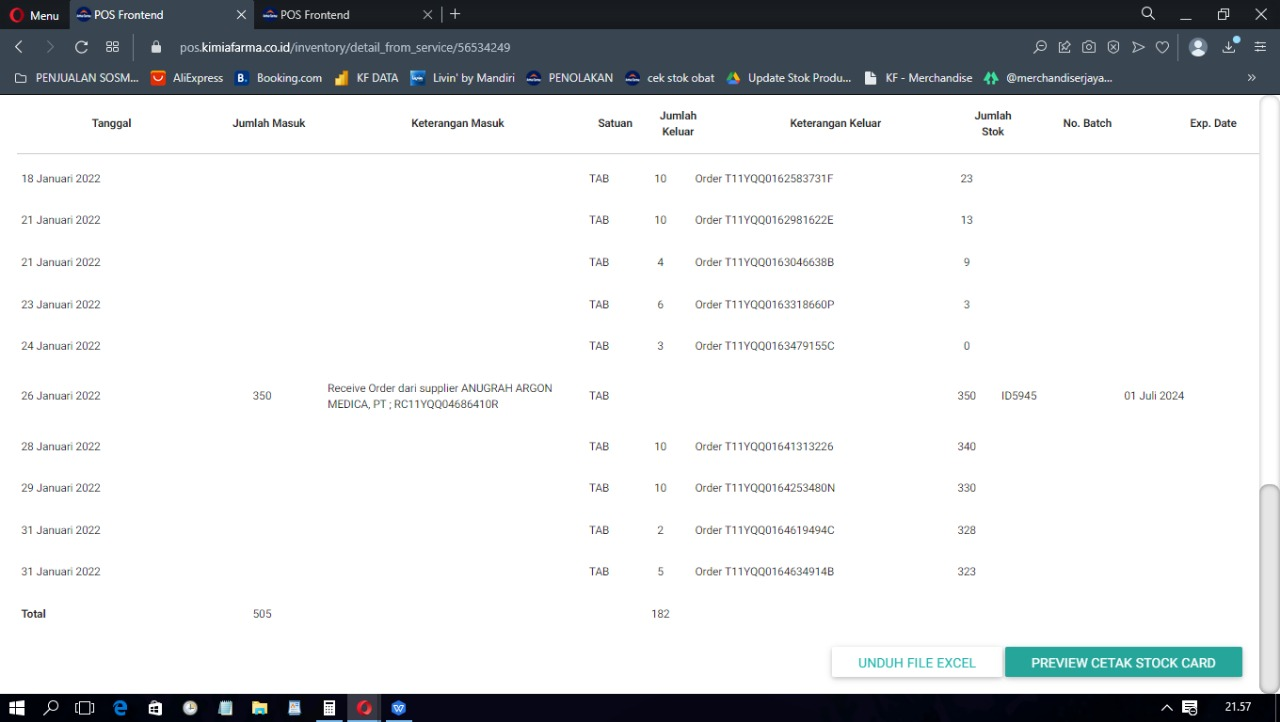 Menu POS Frontend POS Frontend
pos.kimiafarma.co.id/inventory/detail_from_service/56534249
PENJUALAN SOSM... AliExpress Booking.com KF DATA Livin' by Mandiri PENOLAKAN cek stok obat Update Stok Produ... KF - Merchandise @merchandiserjaya... »
Tanggal Jumlah Masuk Keterangan Masuk Satuan Jumlah Keluar Keterangan Keluar Jumlah Stok No. Batch Exp. Date
18 Januari 2022 TAB 10 Order T11YQQ0162583731F 23
21 Januari 2022 TAB 10 Order T11YQQ0162981622E 13
21 Januari 2022 TAB 4 Order T11YQQ0163046638B 9
23 Januari 2022 TAB 6 Order T11YQQ0163318660P 3
24 Januari 2022 TAB 3 Order T11YQQ0163479155C 0
26 Januari 2022 350 Receive Order dari supplier ANUGRAH ARGON MEDICA, PT ; RC11YQQ04686410R TAB 350 ID5945 01 Juli 2024
28 Januari 2022 TAB 10 Order T11YQQ01641313226 340
29 Januari 2022 TAB 10 Order T11YQQ0164253480N 330
31 Januari 2022 TAB 2 Order T11YQQ0164619494C 328
31 Januari 2022 TAB 5 Order T11YQQ0164634914B 323
Total 505 182
UNDUH FILE EXCEL PREVIEW CETAK STOCK CARD
21.57